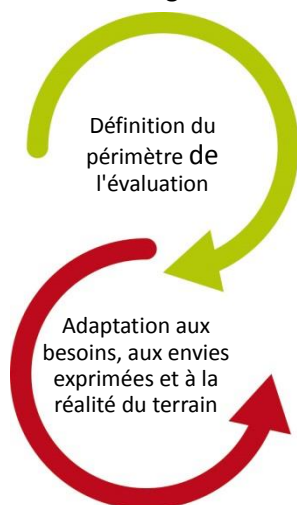 Définition du
périmètre de
l'évaluation
Adaptation aux
besoins, aux envies
exprimées et à la
réalité du terrain